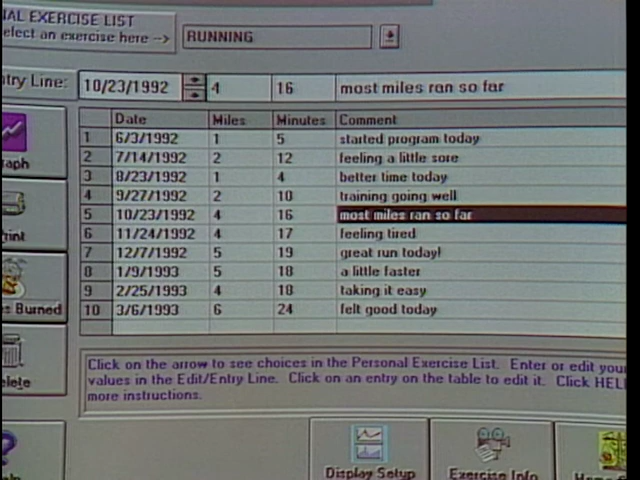 AL EXERCISE LIST
elect an exercise here -->
RUNNING
try Line:
10/23/1992 4 16 most miles ran so far
Date Miles Minutes Comment
1 6/3/1992 1 5 started program today
2 7/14/1992 2 12 feeling a little sore
3 8/23/1992 1 4 better time today
4 9/27/1992 2 10 training going well
5 10/23/1992 4 16 most miles ran so far
6 11/24/1992 4 17 feeling tired
7 12/7/1992 5 19 great run today!
8 1/9/1993 5 18 a little faster
9 2/25/1993 4 18 taking it easy
10 3/6/1993 6 24 felt good today
aph
rint
s Burned
elete
Click on the arrow to see choices in the Personal Exercise List. Enter or edit your
values in the Edit/Entry Line. Click on an entry on the table to edit it. Click HEL
more instructions.
Display Setup
Exercise Info